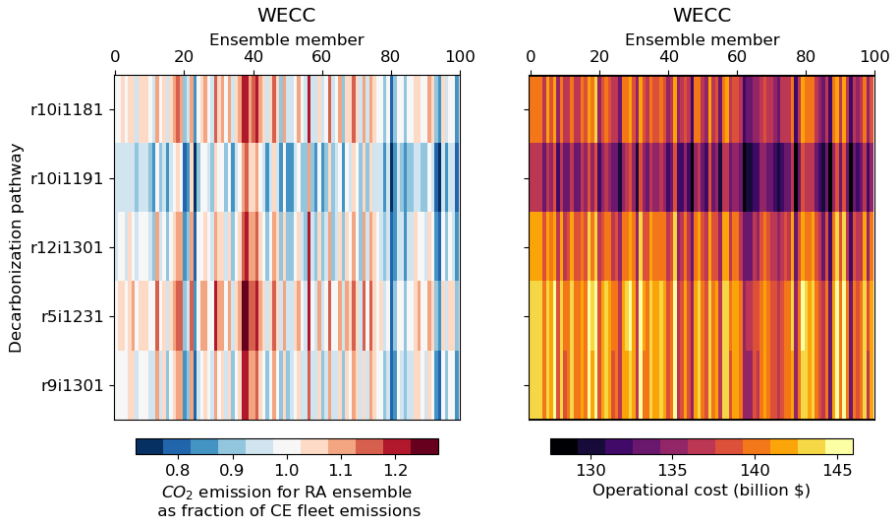 WECC
Ensemble member
0 20 40 60 80 100
Decarbonization pathway
r10i1181
r10i1191
r12i1301
r5i1231
r9i1301
0.8 0.9 1.0 1.1 1.2
CO2 emission for RA ensemble
as fraction of CE fleet emissions
WECC
Ensemble member
0 20 40 60 80 100
130 135 140 145
Operational cost (billion $)